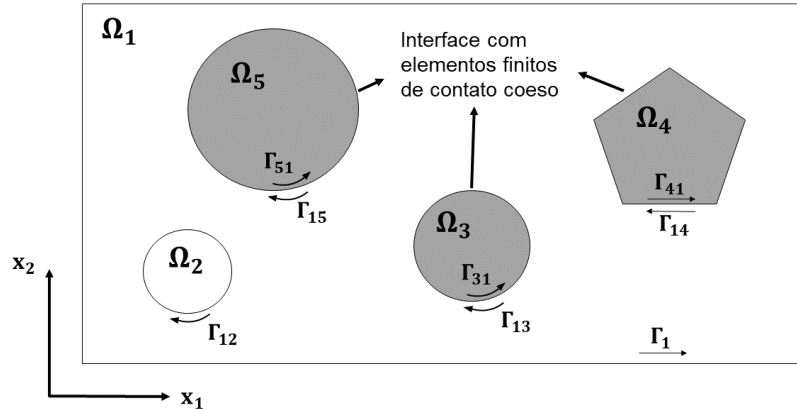 Ω₁
Interface com
elementos finitos
de contato coeso
Ω₅
Ω₄
Γ₅₁
Γ₁₅
Γ₄₁
Γ₁₄
Ω₃
Ω₂
Γ₃₁
Γ₁₃
x₂
Γ₁₂
Γ₁
x₁